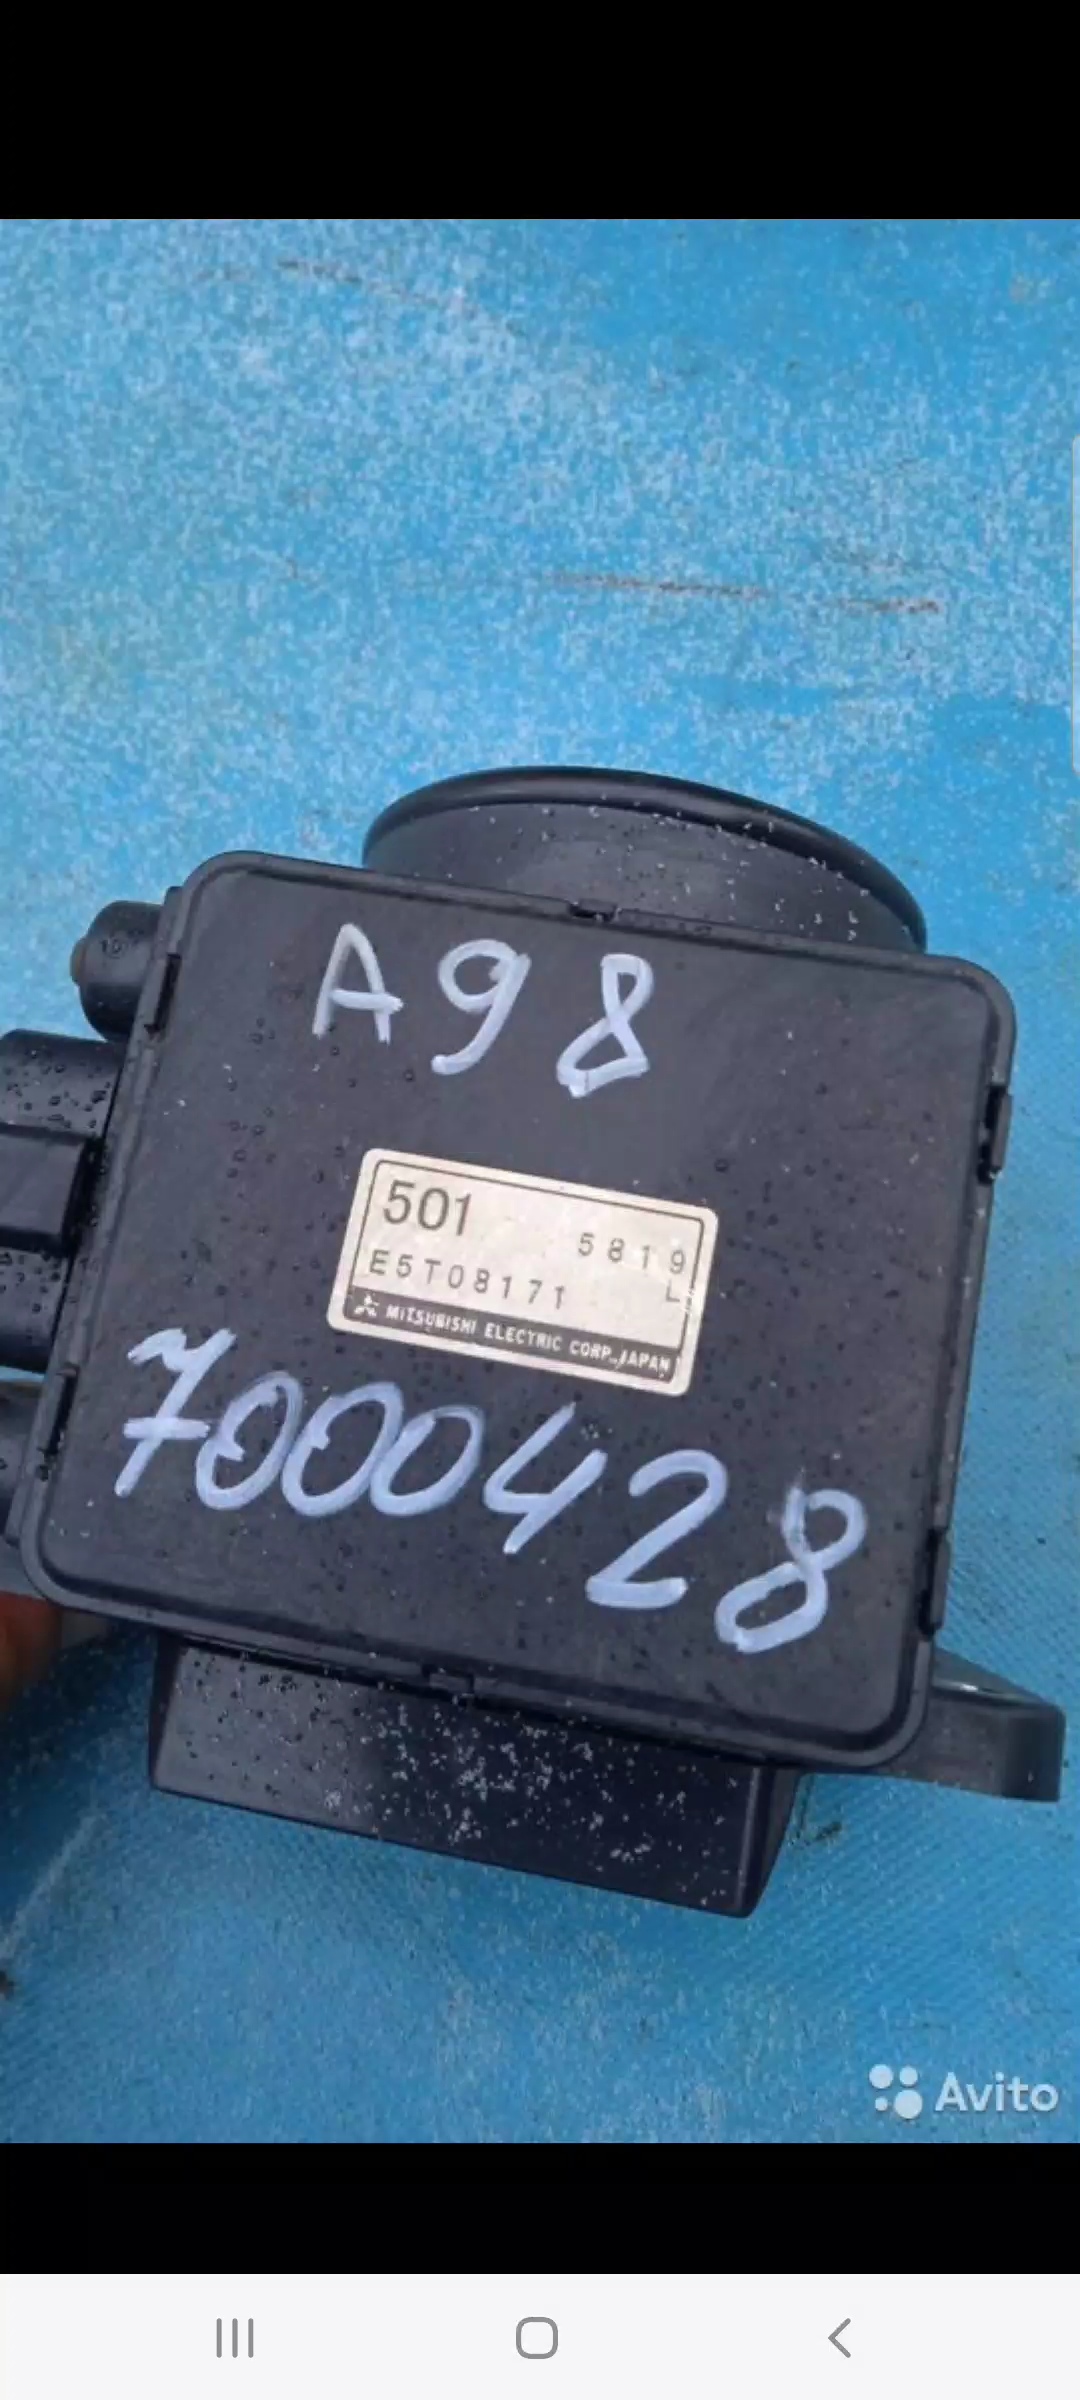 A98
501
5819
E5T08171 L
MITSUBISHI ELECTRIC CORP., JAPAN
7000428
Avito